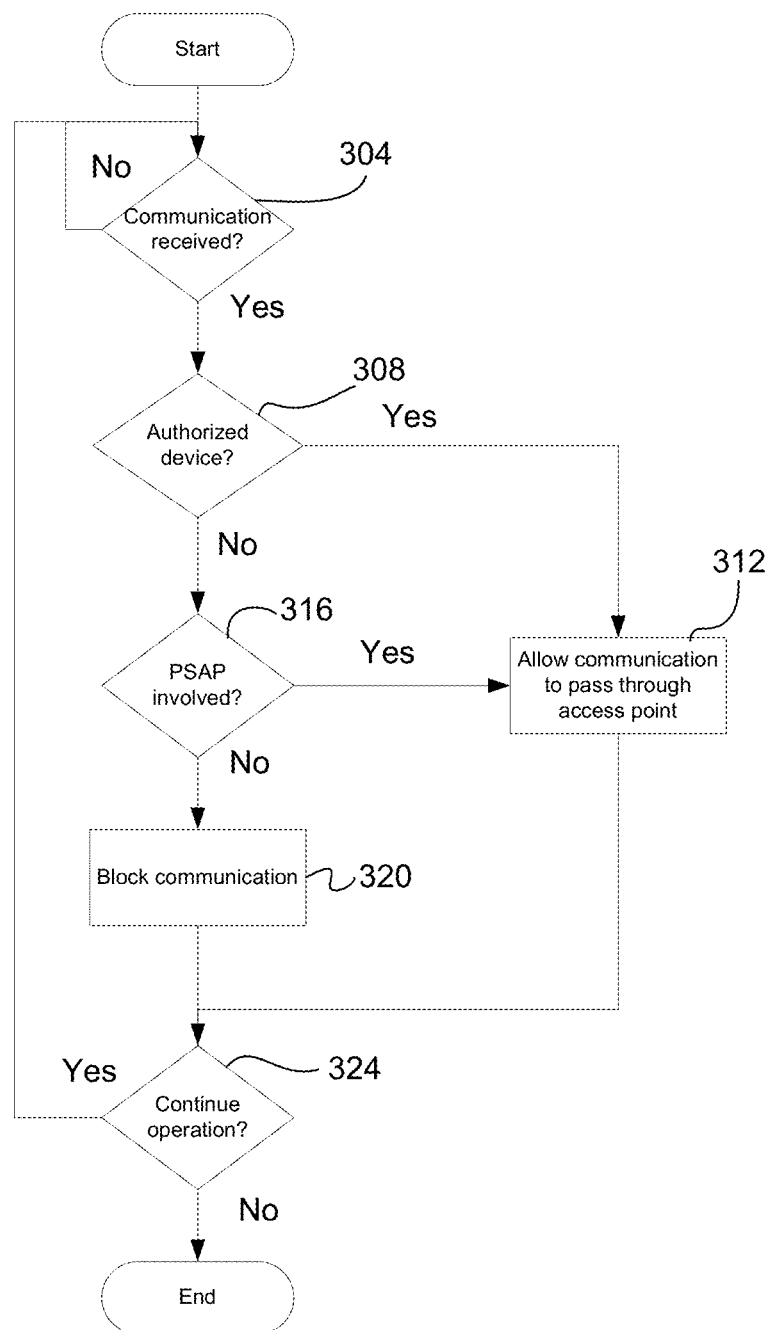 Start
No
304
Communication
received?
Yes
308
Authorized
device?
Yes
No
312
316
PSAP
involved?
Yes
Allow communication
to pass through
access point
No
Block communication
320
Yes
324
Continue
operation?
No
End